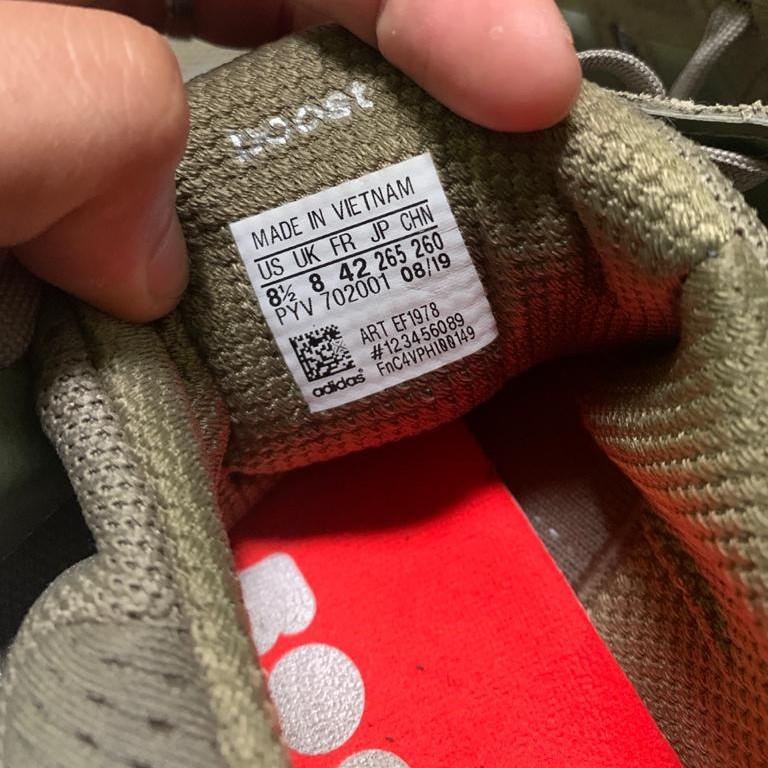 boost
MADE IN VIETNAM
US UK FR JP CHN
8½ 8 42 265 260
PYV 702001 08/19
ART EF1978
#123456089
FnC4VPHI00149
adidas